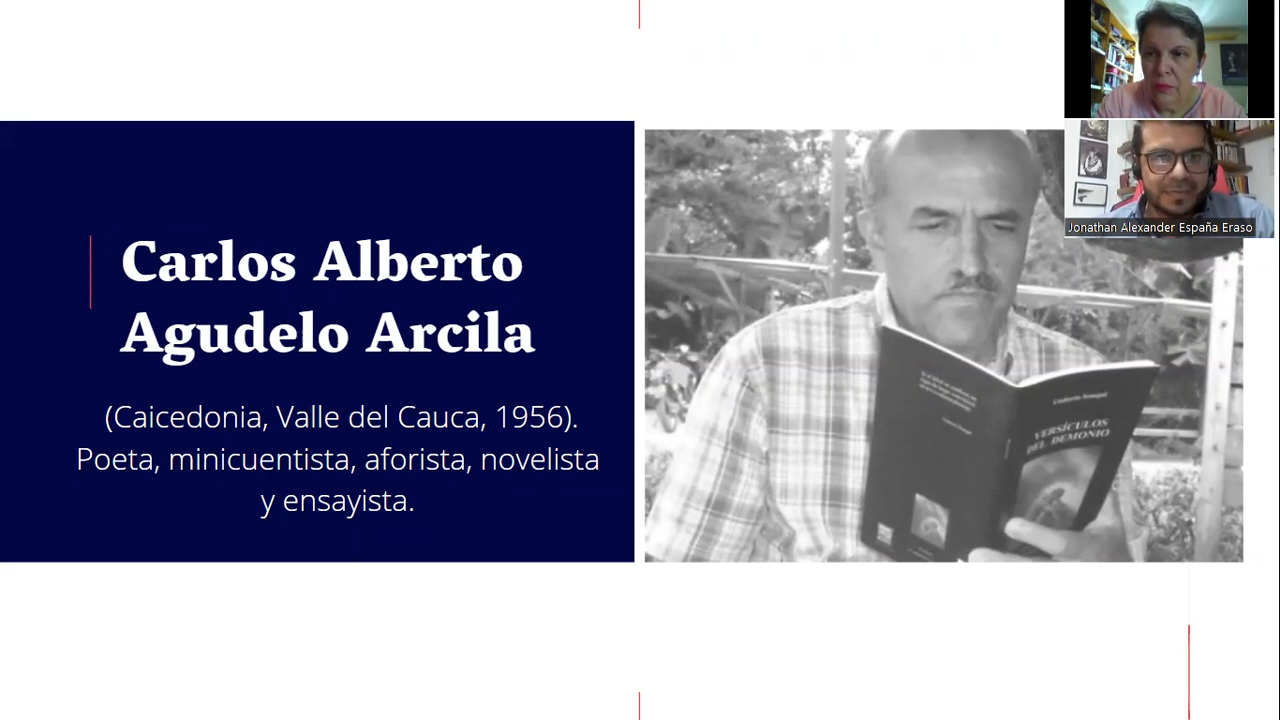 Carlos Alberto
Agudelo Arcila
(Caicedonia, Valle del Cauca, 1956).
Poeta, minicuentista, aforista, novelista
y ensayista.
Jonathan Alexander España Eraso
VERSÍCULOS
DEL DEMONIO